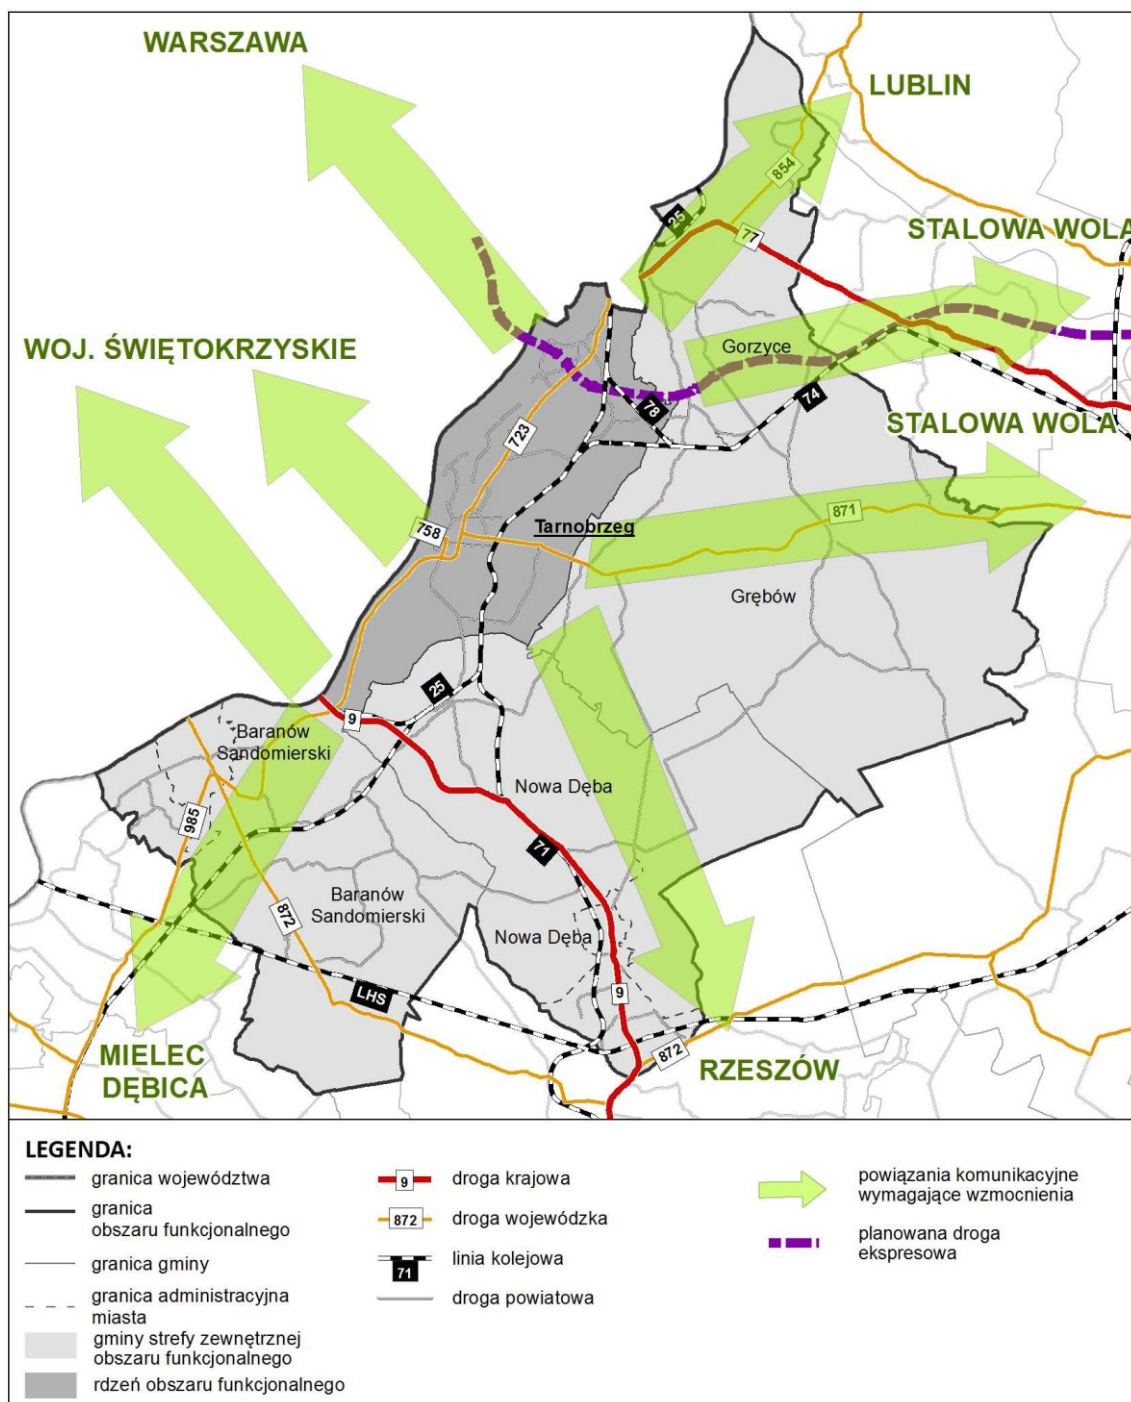 WARSZAWA
LUBLIN
854
25
77
STALOWA WOLA
WOJ. ŚWIĘTOKRZYSKIE
Gorzyce
74
78
723
STALOWA WOLA
871
758
Tarnobrzeg
Grębów
25
9
Baranów
Sandomierski
Nowa Dęba
985
71
Baranów
Sandomierski
872
Nowa Dęba
LHS
9
872
MIELEC
DĘBICA
RZESZÓW
LEGENDA:
granica województwa
granica
obszaru funkcjonalnego
granica gminy
granica administracyjna
miasta
gminy strefy zewnętrznej
obszaru funkcjonalnego
rdzeń obszaru funkcjonalnego
9 droga krajowa
872 droga wojewódzka
linia kolejowa
71
droga powiatowa
powiązania komunikacyjne
wymagające wzmocnienia
planowana droga
ekspresowa